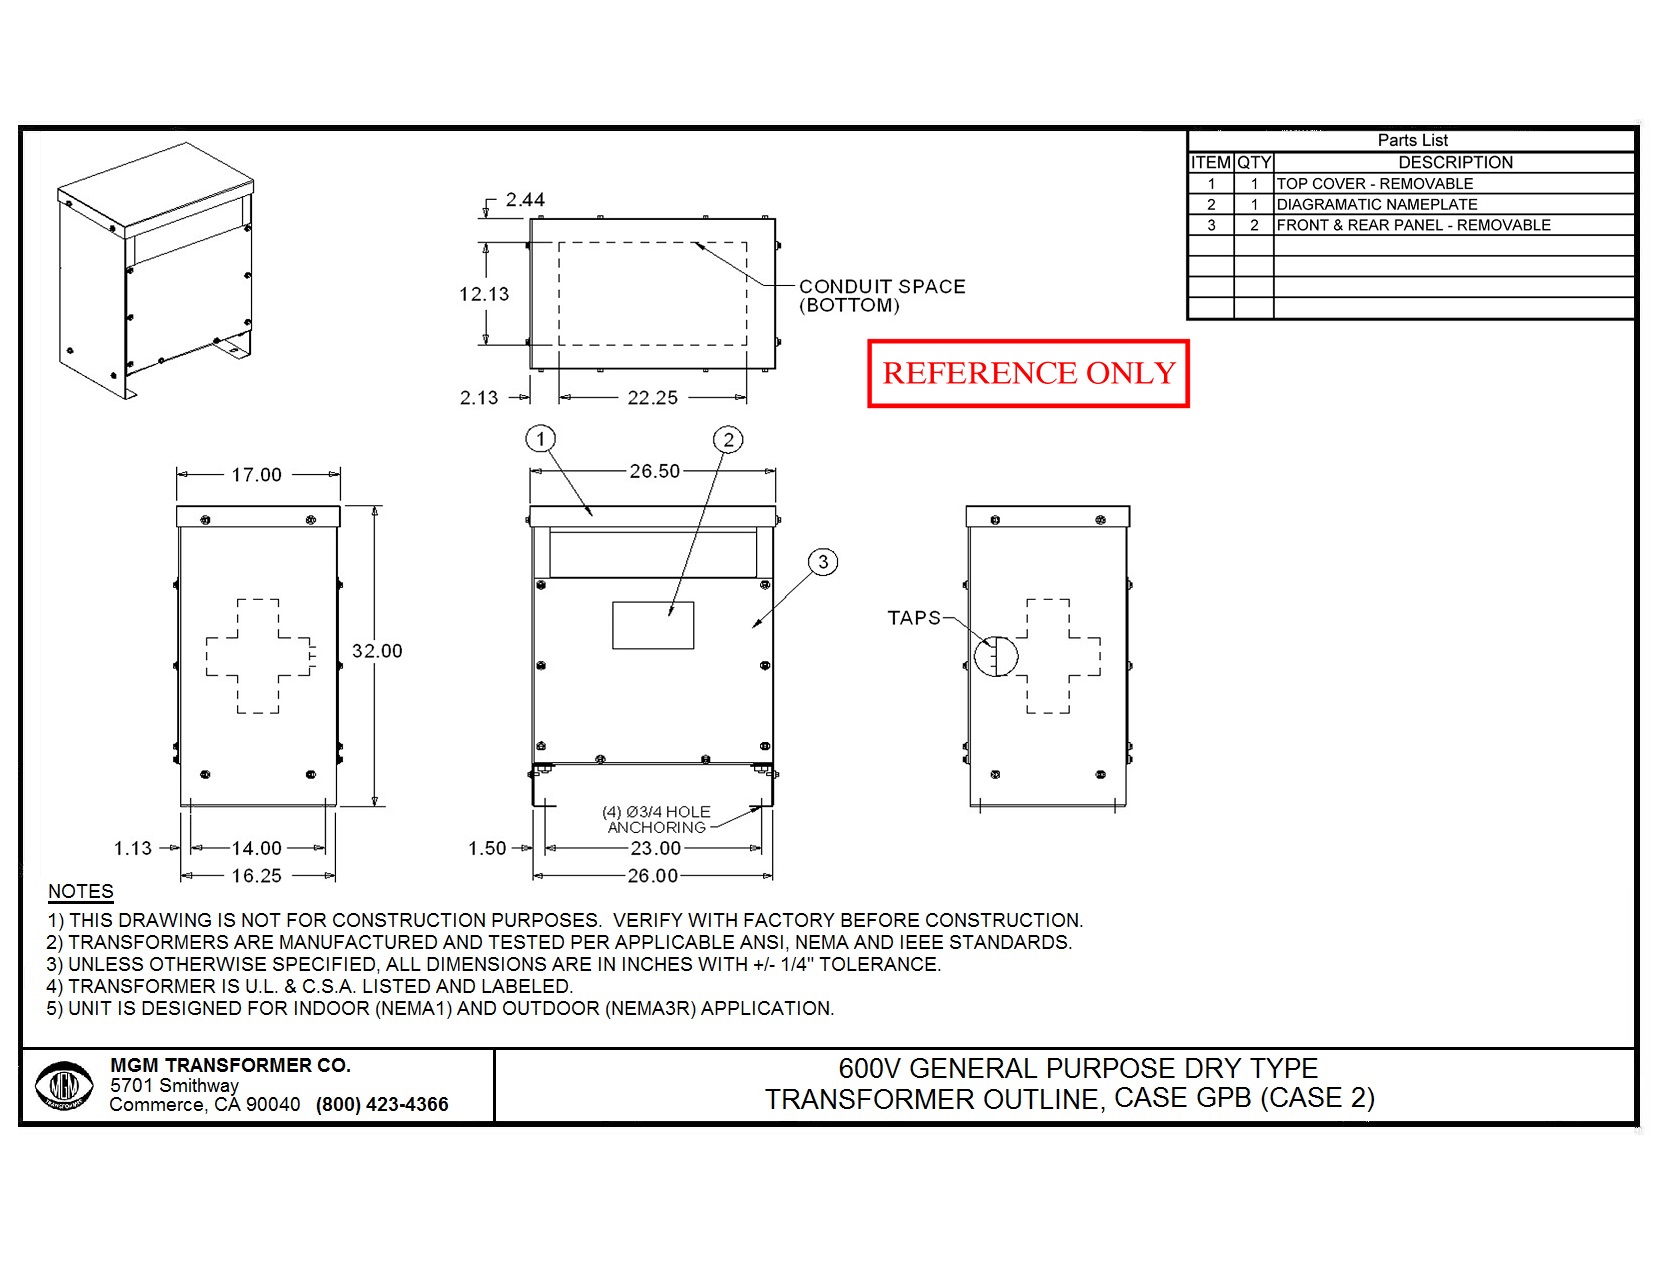 Parts List
ITEM QTY DESCRIPTION
1 1 TOP COVER - REMOVABLE
2 1 DIAGRAMATIC NAMEPLATE
3 2 FRONT & REAR PANEL - REMOVABLE
2.44
12.13
CONDUIT SPACE
(BOTTOM)
2.13
22.25
REFERENCE ONLY
1
2
17.00
26.50
3
TAPS
32.00
(4) Ø3/4 HOLE
ANCHORING
1.13
14.00
16.25
1.50
23.00
26.00
NOTES
1) THIS DRAWING IS NOT FOR CONSTRUCTION PURPOSES. VERIFY WITH FACTORY BEFORE CONSTRUCTION.
2) TRANSFORMERS ARE MANUFACTURED AND TESTED PER APPLICABLE ANSI, NEMA AND IEEE STANDARDS.
3) UNLESS OTHERWISE SPECIFIED, ALL DIMENSIONS ARE IN INCHES WITH +/- 1/4" TOLERANCE.
4) TRANSFORMER IS U.L. & C.S.A. LISTED AND LABELED.
5) UNIT IS DESIGNED FOR INDOOR (NEMA1) AND OUTDOOR (NEMA3R) APPLICATION.
MGM
TRANSFORMER
MGM TRANSFORMER CO.
5701 Smithway
Commerce, CA 90040 (800) 423-4366
600V GENERAL PURPOSE DRY TYPE
TRANSFORMER OUTLINE, CASE GPB (CASE 2)